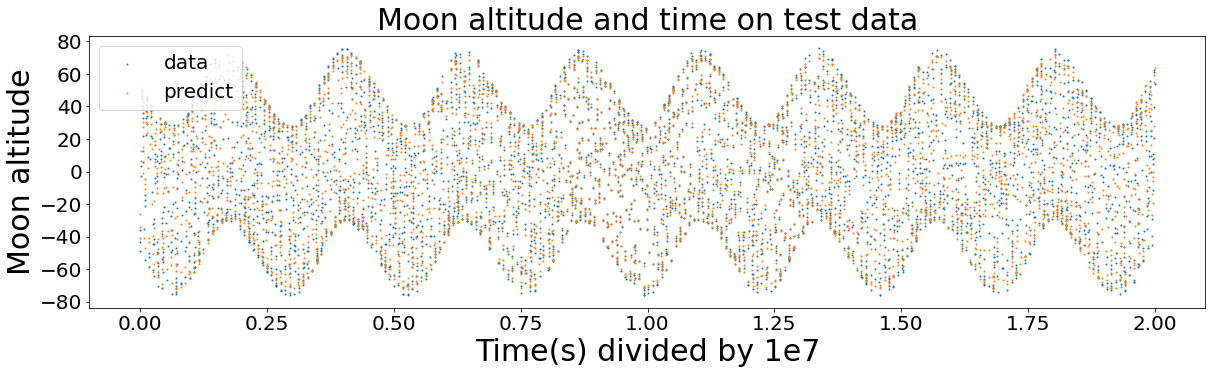 Moon altitude and time on test data
data
predict
Moon altitude
80
60
40
20
0
−20
−40
−60
−80
0.00 0.25 0.50 0.75 1.00 1.25 1.50 1.75 2.00
Time(s) divided by 1e7